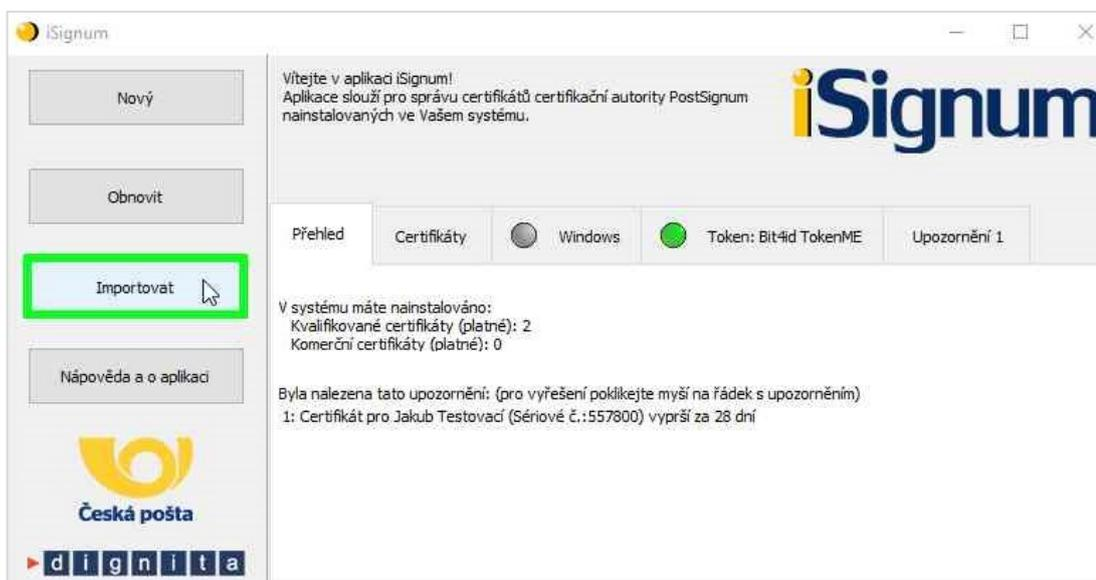 iSignum
Nový
Obnovit
Importovat
Nápověda a o aplikaci
Česká pošta
dignita
Vítejte v aplikaci iSignum!
Aplikace slouží pro správu certifikátů certifikační autority PostSignum
nainstalovaných ve Vašem systému.
iSignum
Přehled
Certifikáty
Windows
Token: Bit4id TokenME
Upozornění 1
V systému máte nainstalováno:
Kvalifikované certifikáty (platné): 2
Komerční certifikáty (platné): 0
Byla nalezena tato upozornění: (pro vyřešení poklikejte myší na řádek s upozorněním)
1: Certifikát pro Jakub Testovací (Sériové č.:557800) vyprší za 28 dní